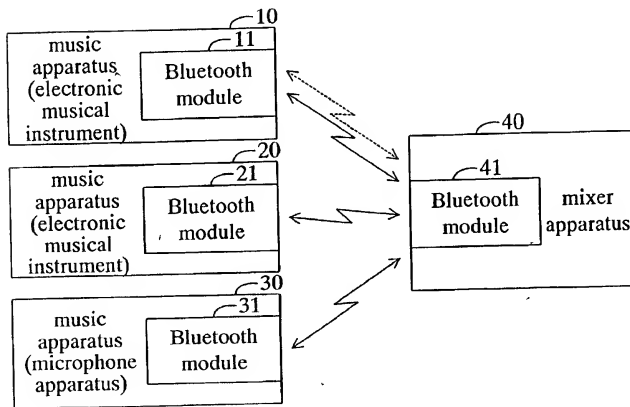 10
music
apparatus
(electronic
musical
instrument)
11
Bluetooth
module
20
music
apparatus
(electronic
musical
instrument)
21
Bluetooth
module
30
music
apparatus
(microphone
apparatus)
31
Bluetooth
module
40
41
Bluetooth
module
mixer
apparatus